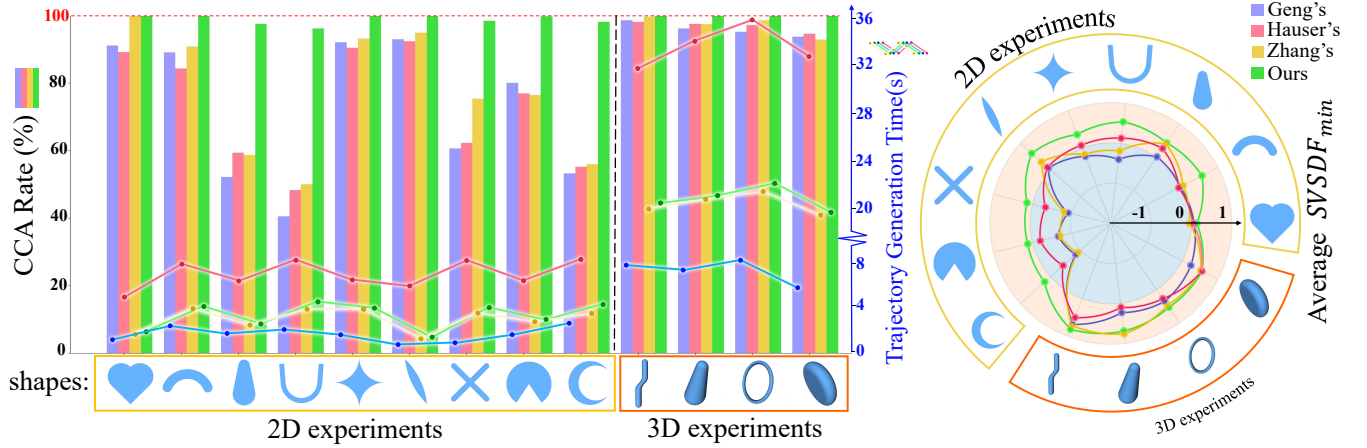 CCA Rate (%)
100
80
60
40
20
0
36
32
28
24
20
8
4
0
Trajectory Generation Time(s)
shapes:
2D experiments
3D experiments
2D experiments
Geng's
Hauser's
Zhang's
Ours
-1 0 1
Average SVSDFmin
3D experiments